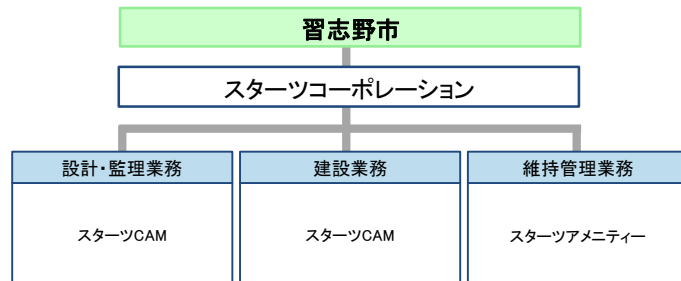 習志野市
スターツコーポレーション
設計・監理業務
建設業務
維持管理業務
スターツCAM
スターツCAM
スターツアメニティー